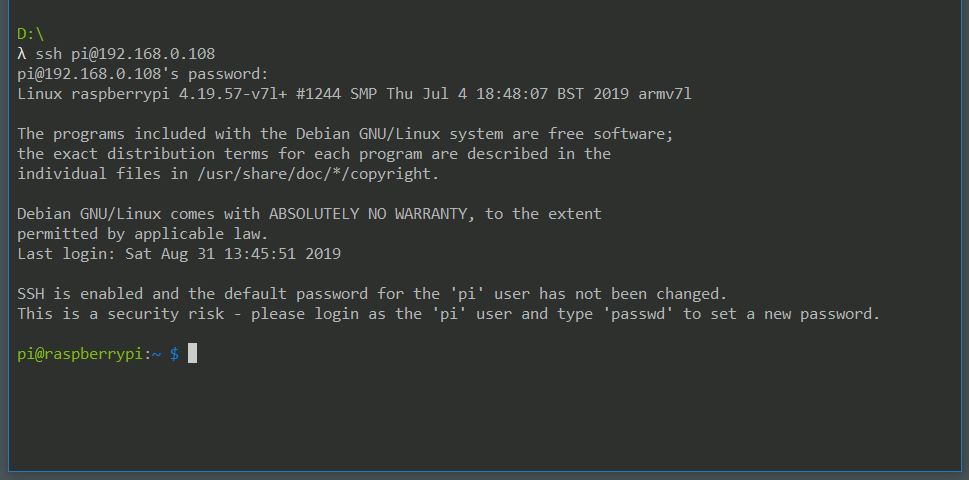 D:\
λ ssh pi@192.168.0.108
pi@192.168.0.108's password:
Linux raspberrypi 4.19.57-v7l+ #1244 SMP Thu Jul 4 18:48:07 BST 2019 armv7l
The programs included with the Debian GNU/Linux system are free software;
the exact distribution terms for each program are described in the
individual files in /usr/share/doc/*/copyright.
Debian GNU/Linux comes with ABSOLUTELY NO WARRANTY, to the extent
permitted by applicable law.
Last login: Sat Aug 31 13:45:51 2019
SSH is enabled and the default password for the 'pi' user has not been changed.
This is a security risk - please login as the 'pi' user and type 'passwd' to set a new password.
pi@raspberrypi:~ $